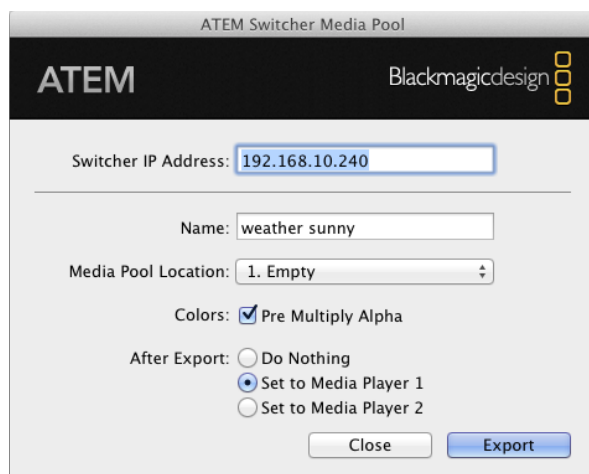 ATEM Switcher Media Pool
ATEM
Blackmagicdesign
Switcher IP Address: 192.168.10.240
Name: weather sunny
Media Pool Location: 1. Empty
Colors: Pre Multiply Alpha
After Export: Do Nothing
Set to Media Player 1
Set to Media Player 2
Close Export